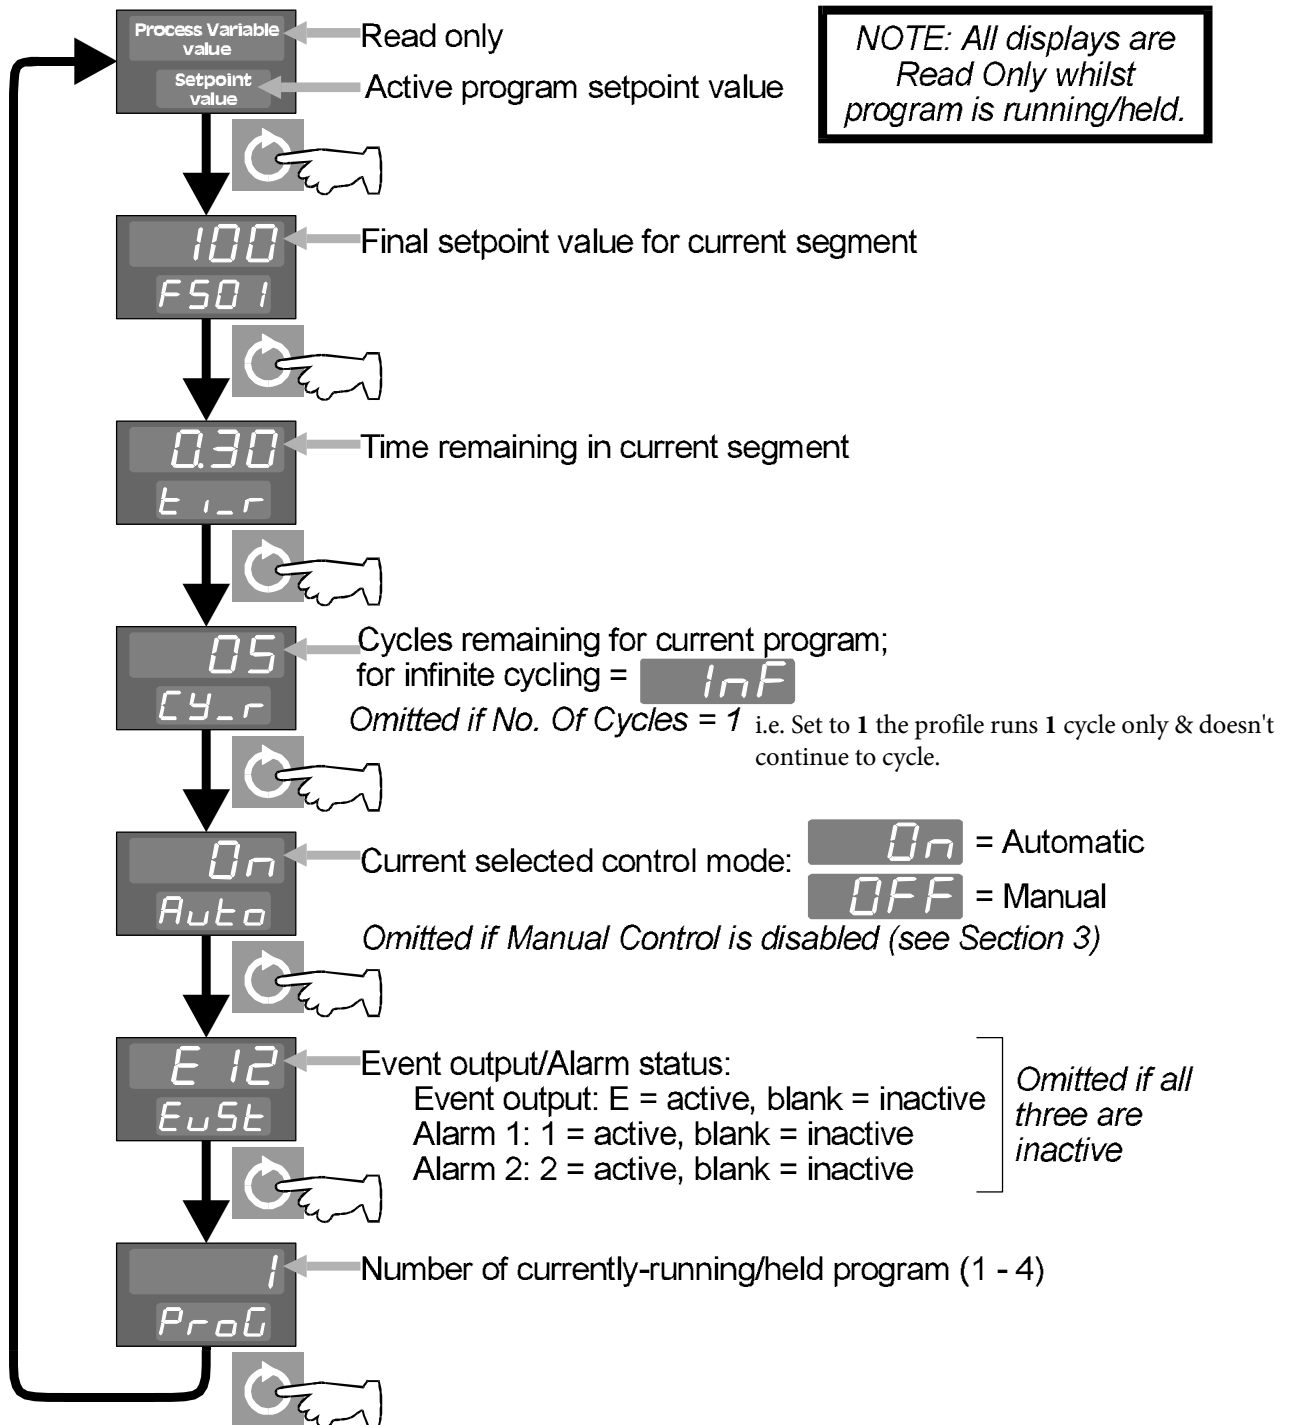 Process Variable
value
Read only
Setpoint
value
Active program setpoint value
NOTE: All displays are
Read Only whilst
program is running/held.
100
FS01
Final setpoint value for current segment
0.30
ti_r
Time remaining in current segment
05
CY_r
Cycles remaining for current program;
for infinite cycling = InF
Omitted if No. Of Cycles = 1 i.e. Set to 1 the profile runs 1 cycle only & doesn't
continue to cycle.
On
Auto
Current selected control mode: On = Automatic
OFF = Manual
Omitted if Manual Control is disabled (see Section 3)
E 12
EuSt
Event output/Alarm status:
Event output: E = active, blank = inactive
Alarm 1: 1 = active, blank = inactive
Alarm 2: 2 = active, blank = inactive
Omitted if all
three are
inactive
1
ProG
Number of currently-running/held program (1 - 4)